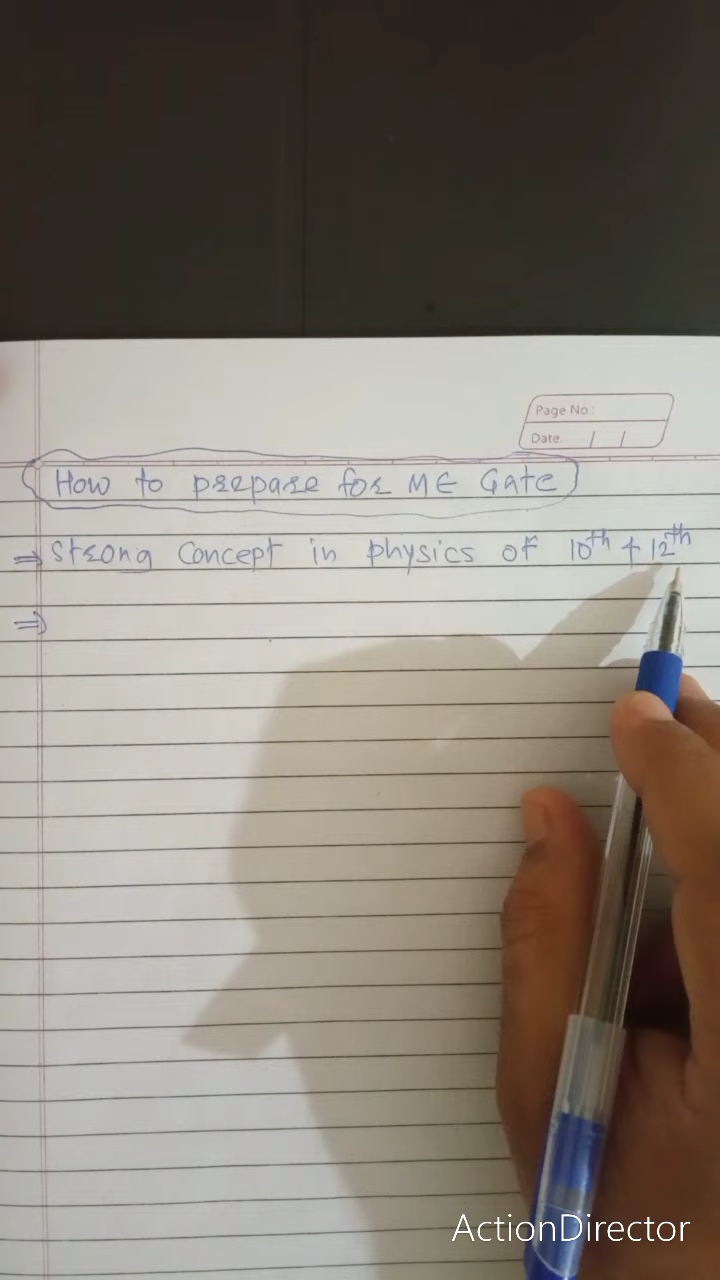 Page No.:
Date. / /
How to prepare for ME Gate
⇒ Strong Concept in physics of 10th + 12th
⇒
ActionDirector